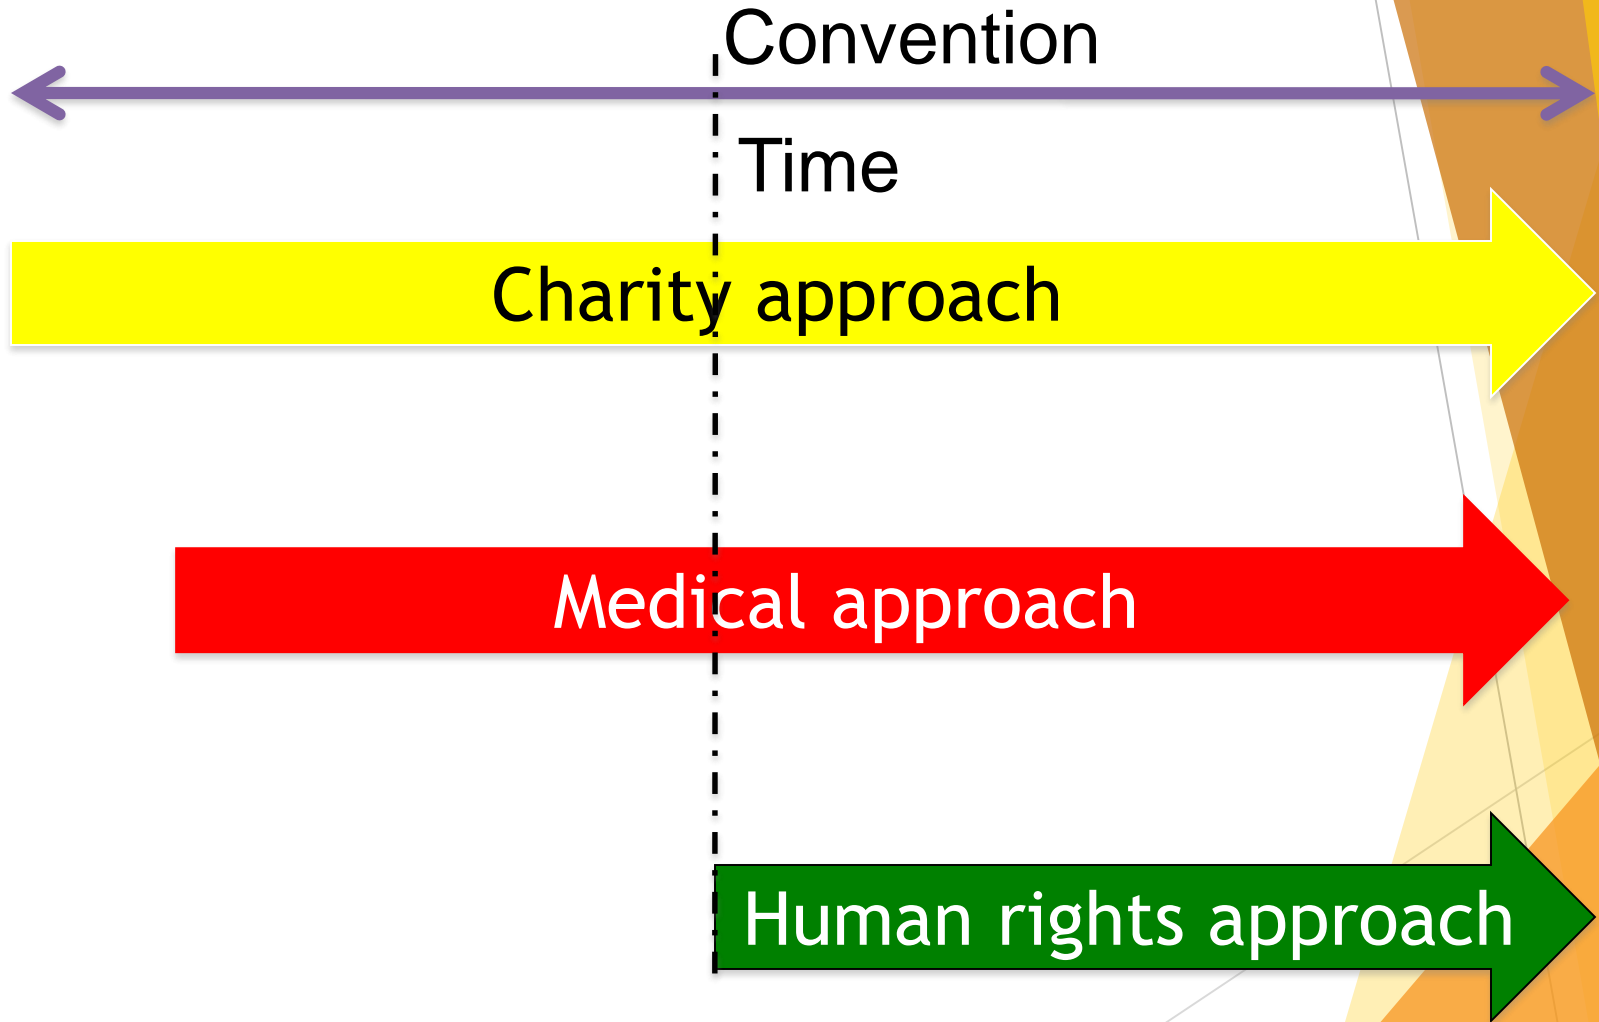 Convention
Time
Charity approach
Medical approach
Human rights approach